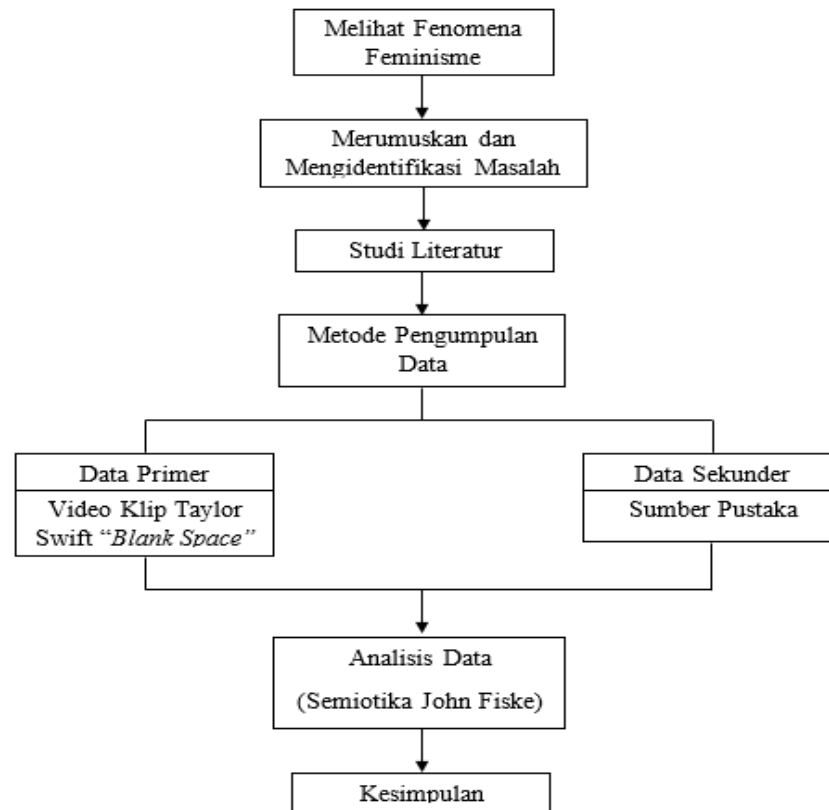 Melihat Fenomena
Feminisme
Merumuskan dan
Mengidentifikasi Masalah
Studi Literatur
Metode Pengumpulan
Data
Data Primer
Video Klip Taylor
Swift “Blank Space”
Data Sekunder
Sumber Pustaka
Analisis Data
(Semiotika John Fiske)
Kesimpulan